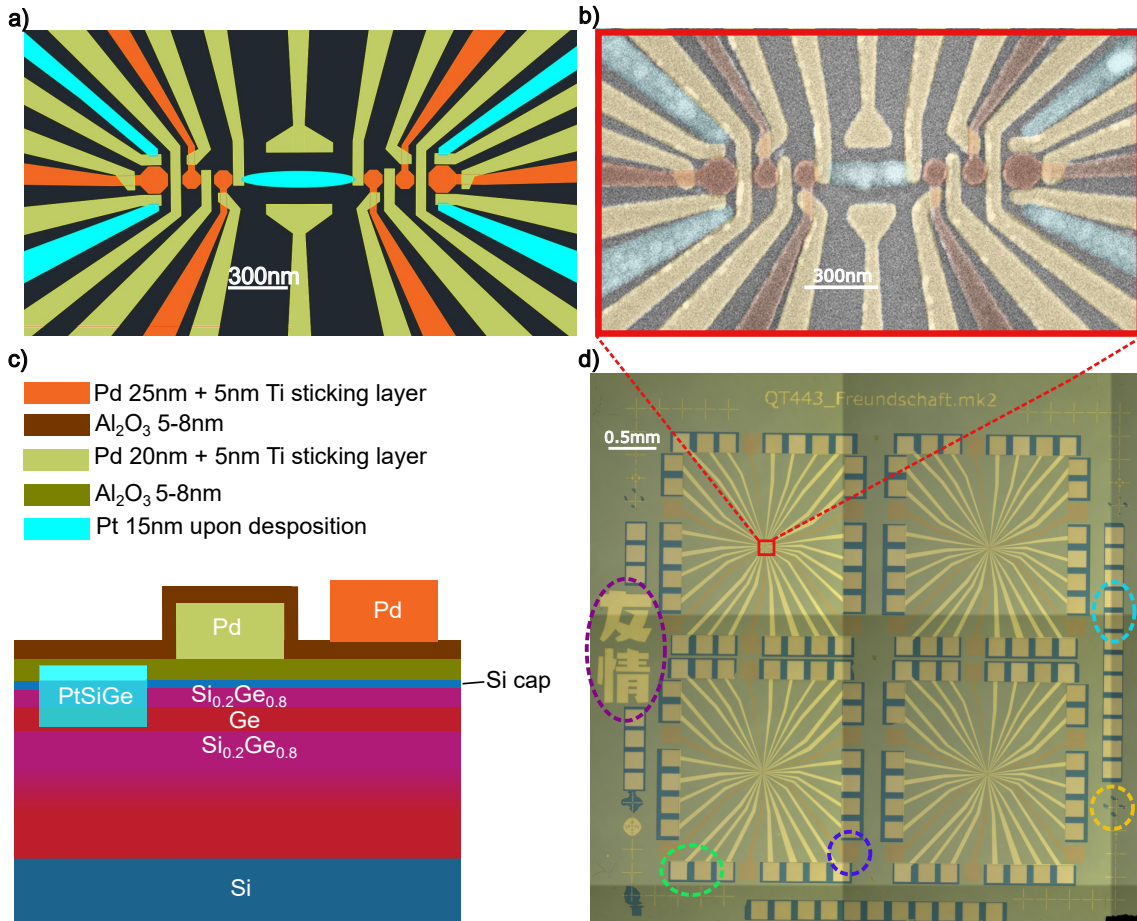 a)
300nm
b)
300nm
c)
Pd 25nm + 5nm Ti sticking layer
Al₂O₃ 5-8nm
Pd 20nm + 5nm Ti sticking layer
Al₂O₃ 5-8nm
Pt 15nm upon desposition
Pd
Pd
PtSiGe
Si cap
Si₀.₂Ge₀.₈
Ge
Si₀.₂Ge₀.₈
Si
d)
QT443_Freundschaft.mk2
0.5mm
友
情